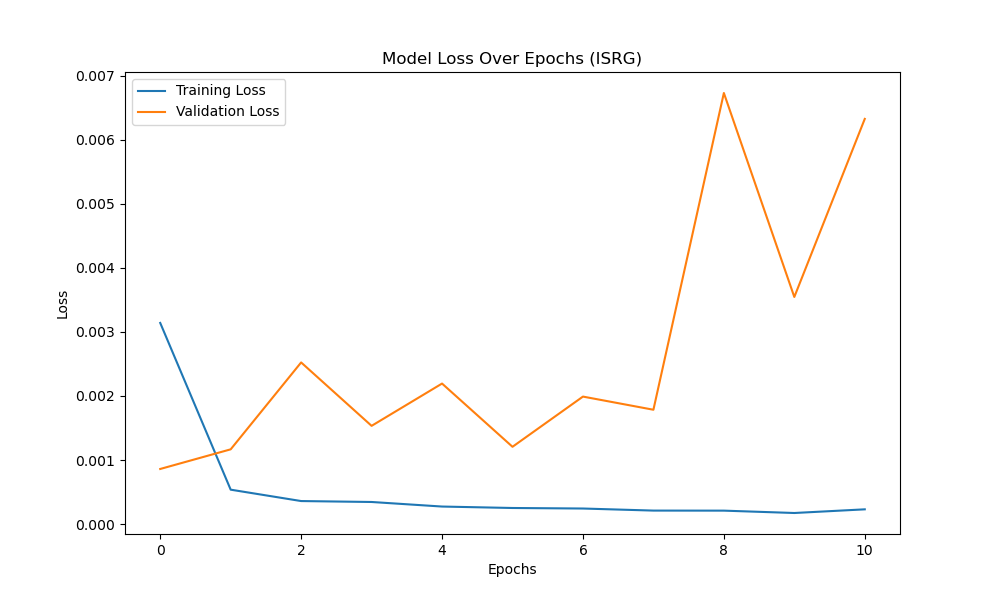 Model Loss Over Epochs (ISRG)
Training Loss
Validation Loss
0.007
0.006
0.005
0.004
0.003
0.002
0.001
0.000
Loss
0 2 4 6 8 10
Epochs